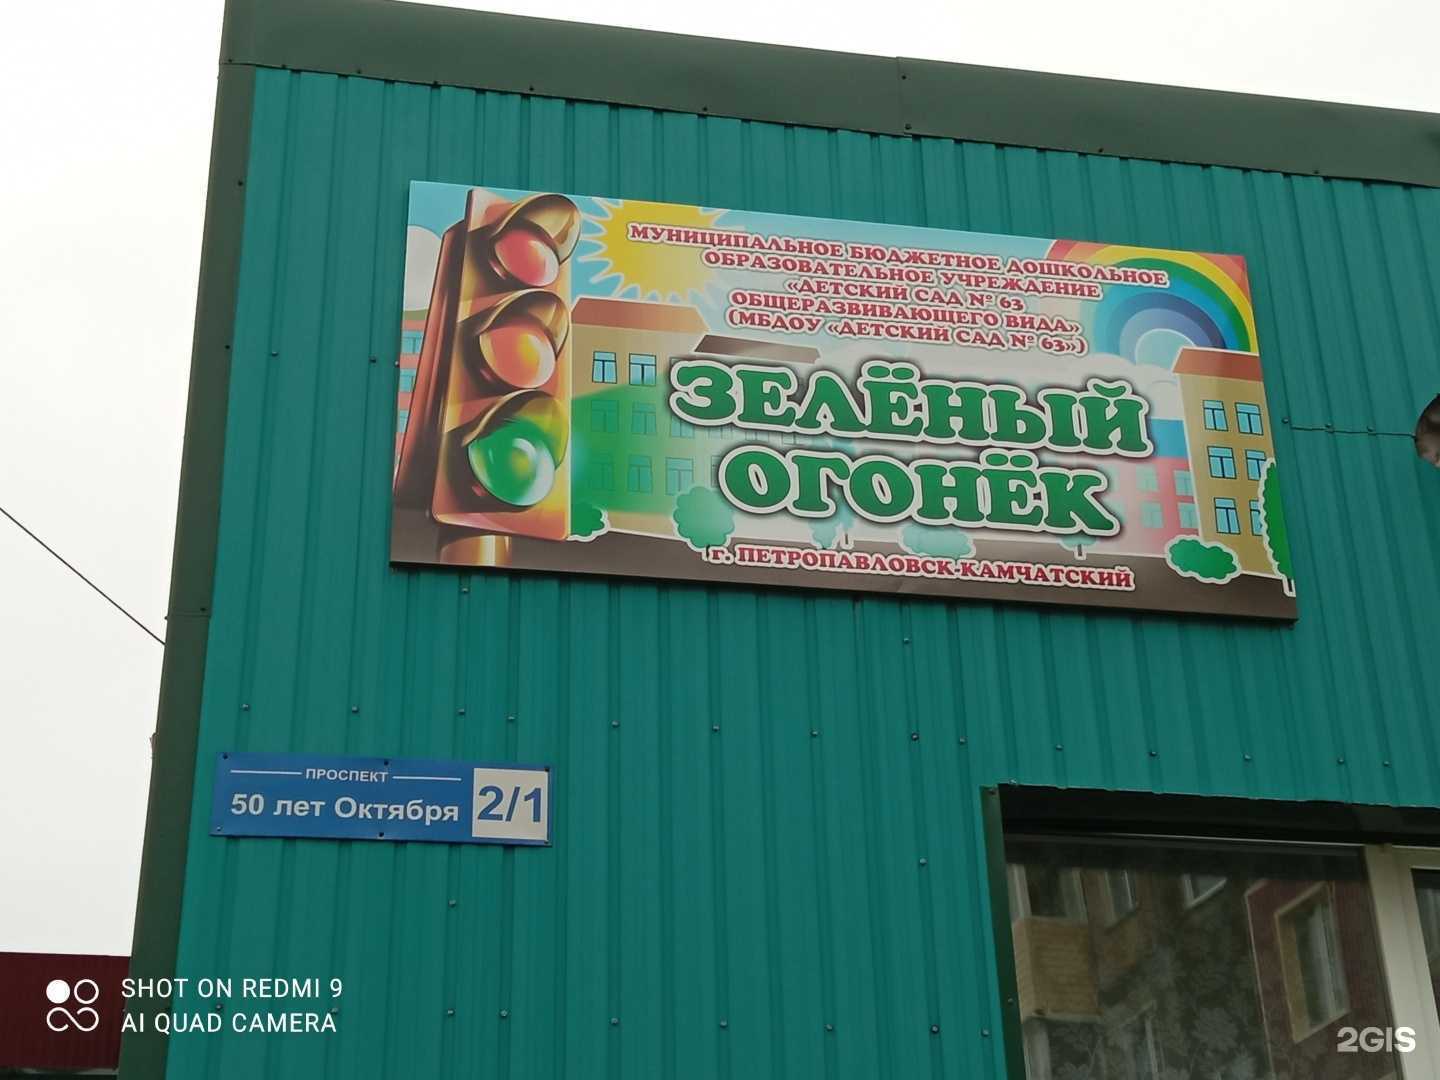 МУНИЦИПАЛЬНОЕ БЮДЖЕТНОЕ ДОШКОЛЬНОЕ
ОБРАЗОВАТЕЛЬНОЕ УЧРЕЖДЕНИЕ
«ДЕТСКИЙ САД № 63
ОБЩЕРАЗВИВАЮЩЕГО ВИДА»
(МБДОУ «ДЕТСКИЙ САД № 63»)
ЗЕЛЁНЫЙ
ОГОНЁК
г. ПЕТРОПАВЛОВСК-КАМЧАТСКИЙ
ПРОСПЕКТ
50 лет Октября 2/1
SHOT ON REDMI 9
AI QUAD CAMERA
2GIS